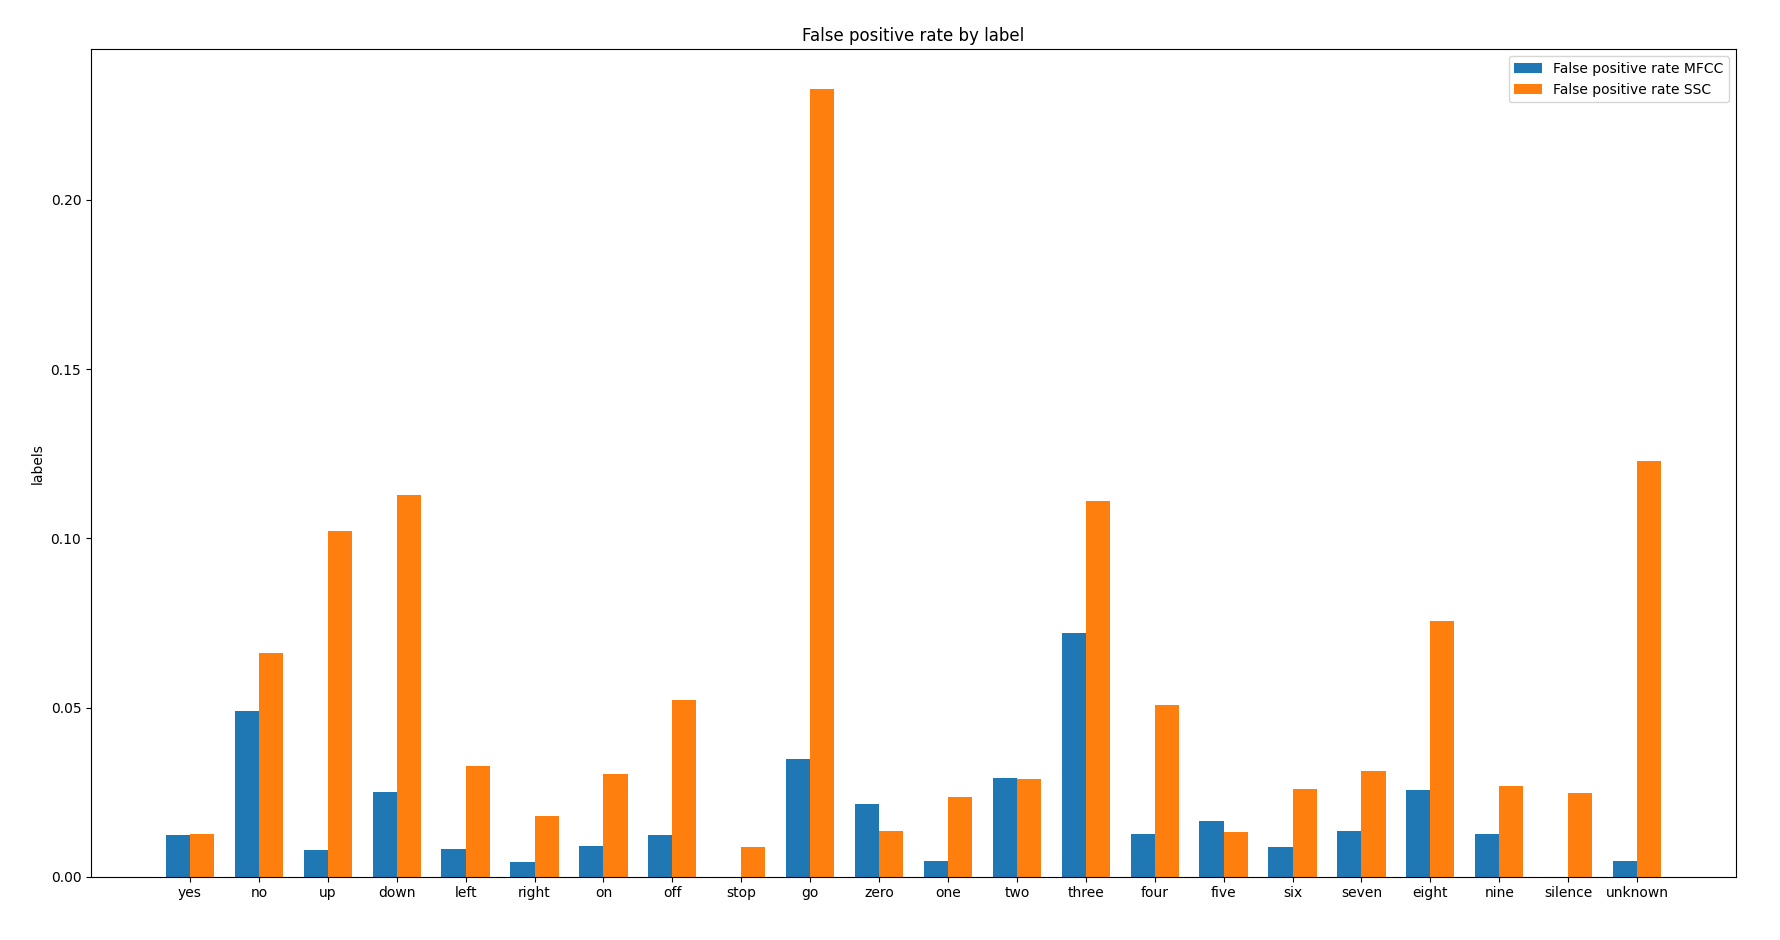 False positive rate by label
False positive rate MFCC
False positive rate SSC
0.20
0.15
0.10
0.05
0.00
labels
yes no up down left right on off stop go zero one two three four five six seven eight nine silence unknown